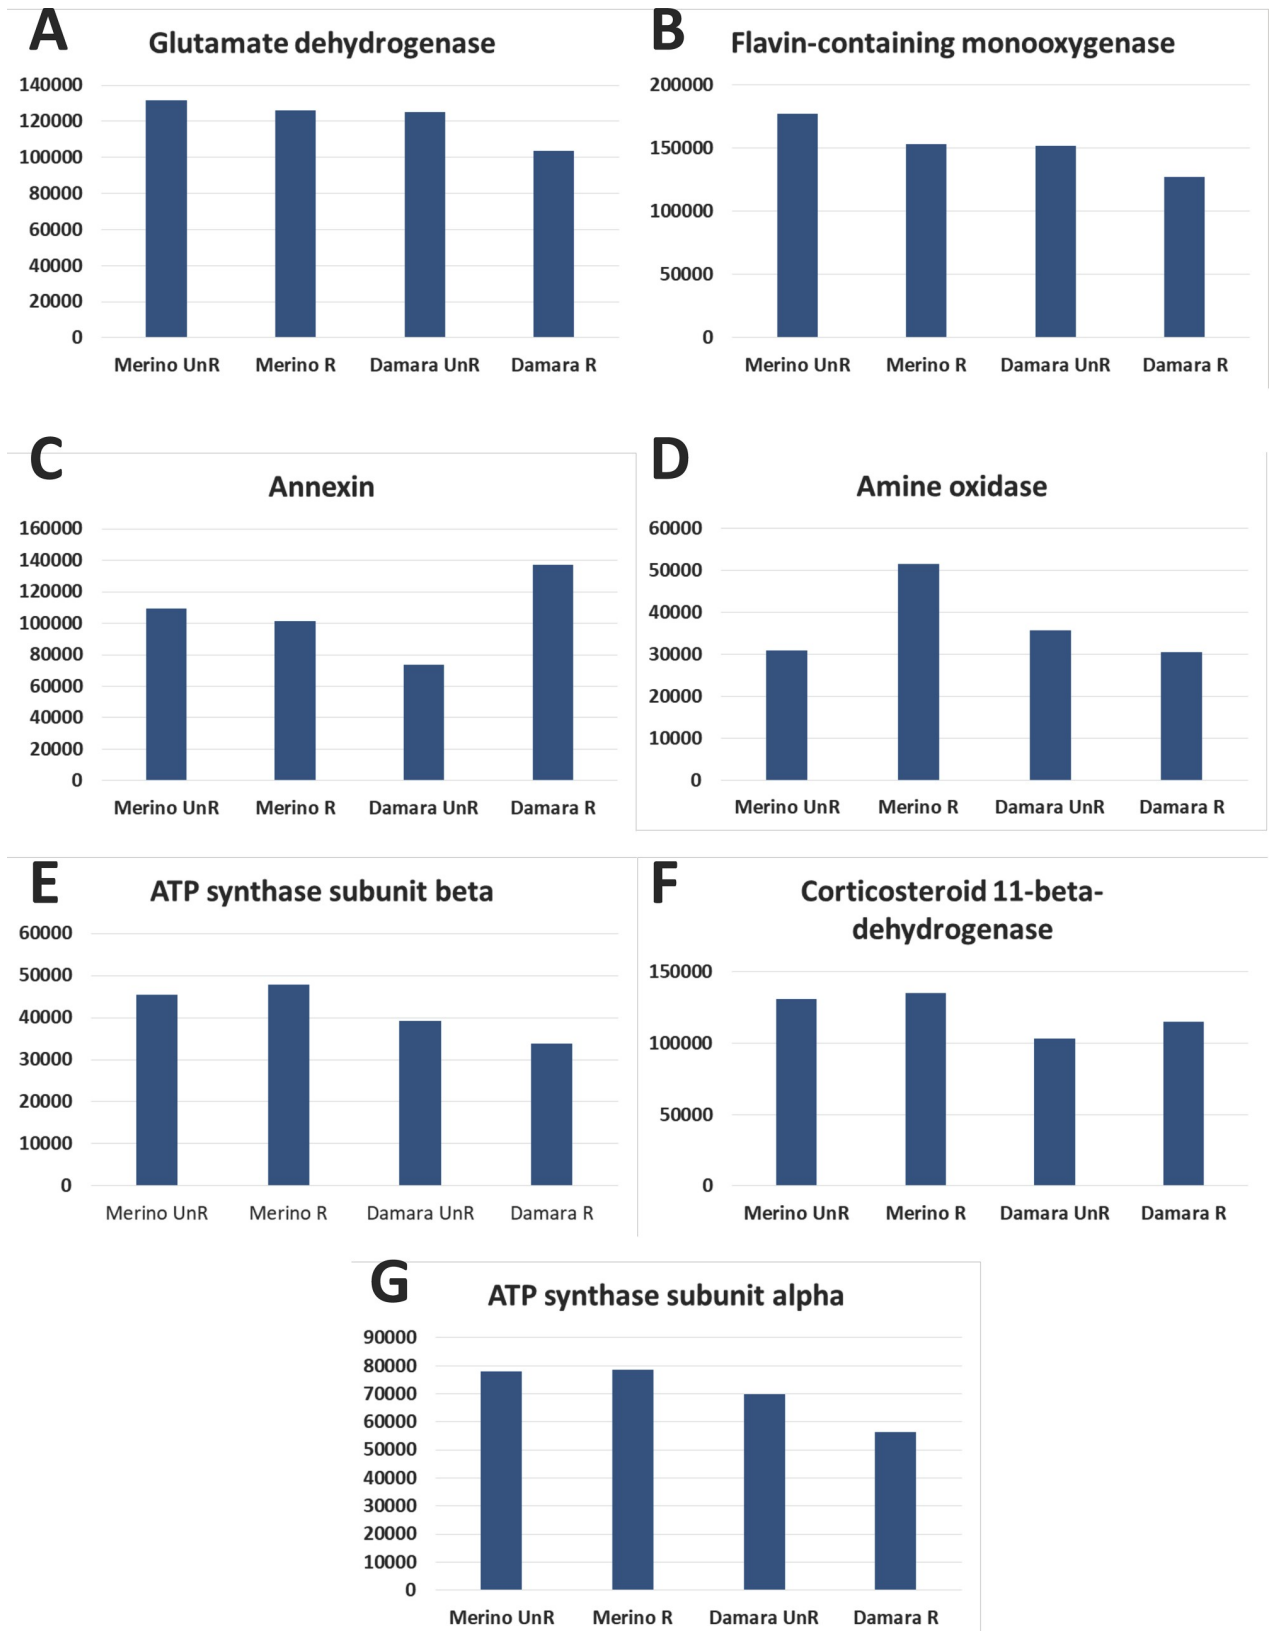 A
Glutamate dehydrogenase
140000
120000
100000
80000
60000
40000
20000
0
Merino UnR Merino R Damara UnR Damara R
B
Flavin-containing monooxygenase
200000
150000
100000
50000
0
Merino UnR Merino R Damara UnR Damara R
C
Annexin
160000
140000
120000
100000
80000
60000
40000
20000
0
Merino UnR Merino R Damara UnR Damara R
D
Amine oxidase
60000
50000
40000
30000
20000
10000
0
Merino UnR Merino R Damara UnR Damara R
E
ATP synthase subunit beta
60000
50000
40000
30000
20000
10000
0
Merino UnR Merino R Damara UnR Damara R
F
Corticosteroid 11-beta-
dehydrogenase
150000
100000
50000
0
Merino UnR Merino R Damara UnR Damara R
G
ATP synthase subunit alpha
90000
80000
70000
60000
50000
40000
30000
20000
10000
0
Merino UnR Merino R Damara UnR Damara R